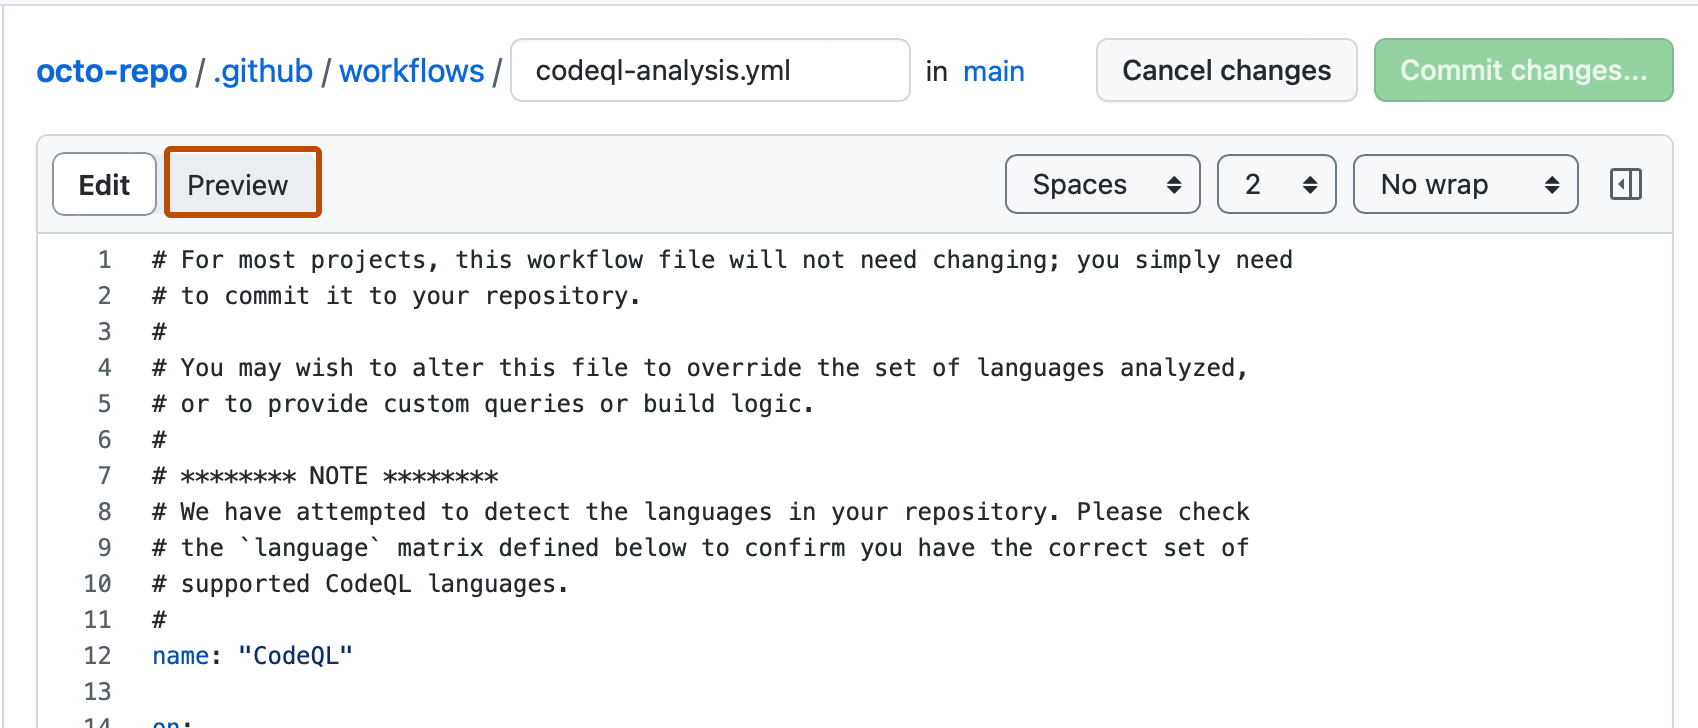 octo-repo / .github / workflows / codeql-analysis.yml in main Cancel changes Commit changes...
Edit Preview Spaces 2 No wrap
1 # For most projects, this workflow file will not need changing; you simply need
2 # to commit it to your repository.
3 #
4 # You may wish to alter this file to override the set of languages analyzed,
5 # or to provide custom queries or build logic.
6 #
7 # ******** NOTE ********
8 # We have attempted to detect the languages in your repository. Please check
9 # the `language` matrix defined below to confirm you have the correct set of
10 # supported CodeQL languages.
11 #
12 name: "CodeQL"
13
14 on: